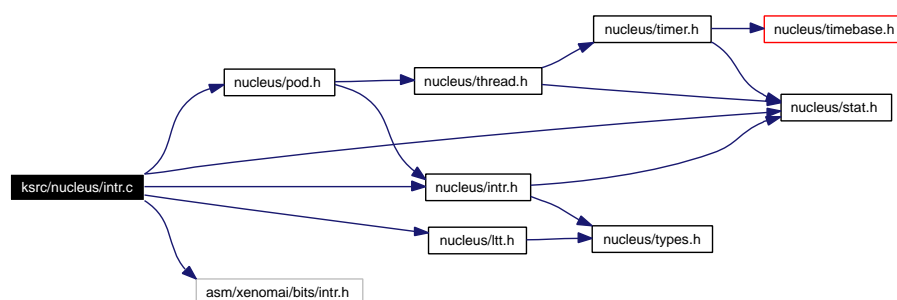 nucleus/timer.h
nucleus/timebase.h
nucleus/pod.h
nucleus/thread.h
nucleus/stat.h
ksrc/nucleus/intr.c
nucleus/intr.h
nucleus/ltt.h
nucleus/types.h
asm/xenomai/bits/intr.h